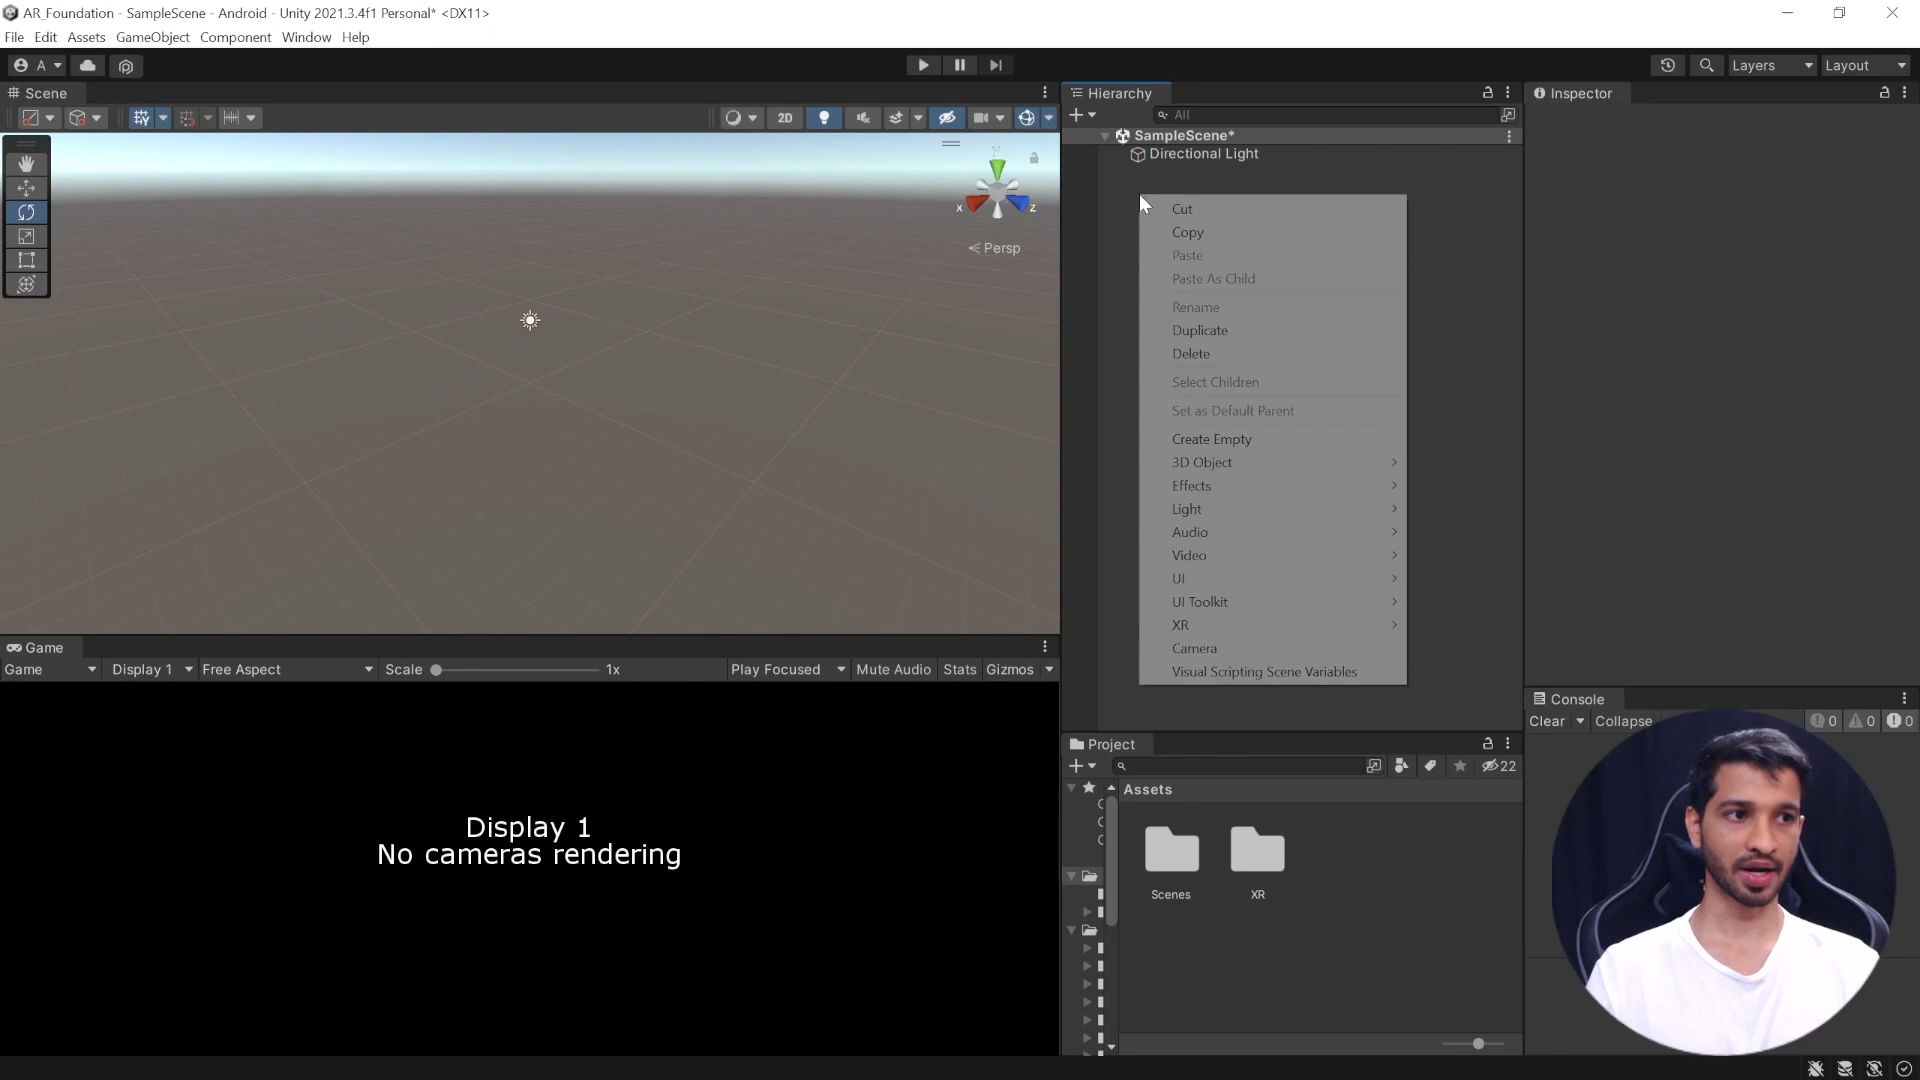 AR_Foundation - SampleScene - Android - Unity 2021.3.4f1 Personal* <DX11>
File Edit Assets GameObject Component Window Help
A
Layers
Layout
Scene
2D
y
x
z
Persp
Hierarchy
All
SampleScene*
Directional Light
Cut
Copy
Paste
Paste As Child
Rename
Duplicate
Delete
Select Children
Set as Default Parent
Create Empty
3D Object
Effects
Light
Audio
Video
UI
UI Toolkit
XR
Camera
Visual Scripting Scene Variables
Inspector
Game
Game Display 1 Free Aspect Scale 1x Play Focused Mute Audio Stats Gizmos
Display 1
No cameras rendering
Project
22
Assets
Scenes
XR
Console
Clear Collapse 0 0 0